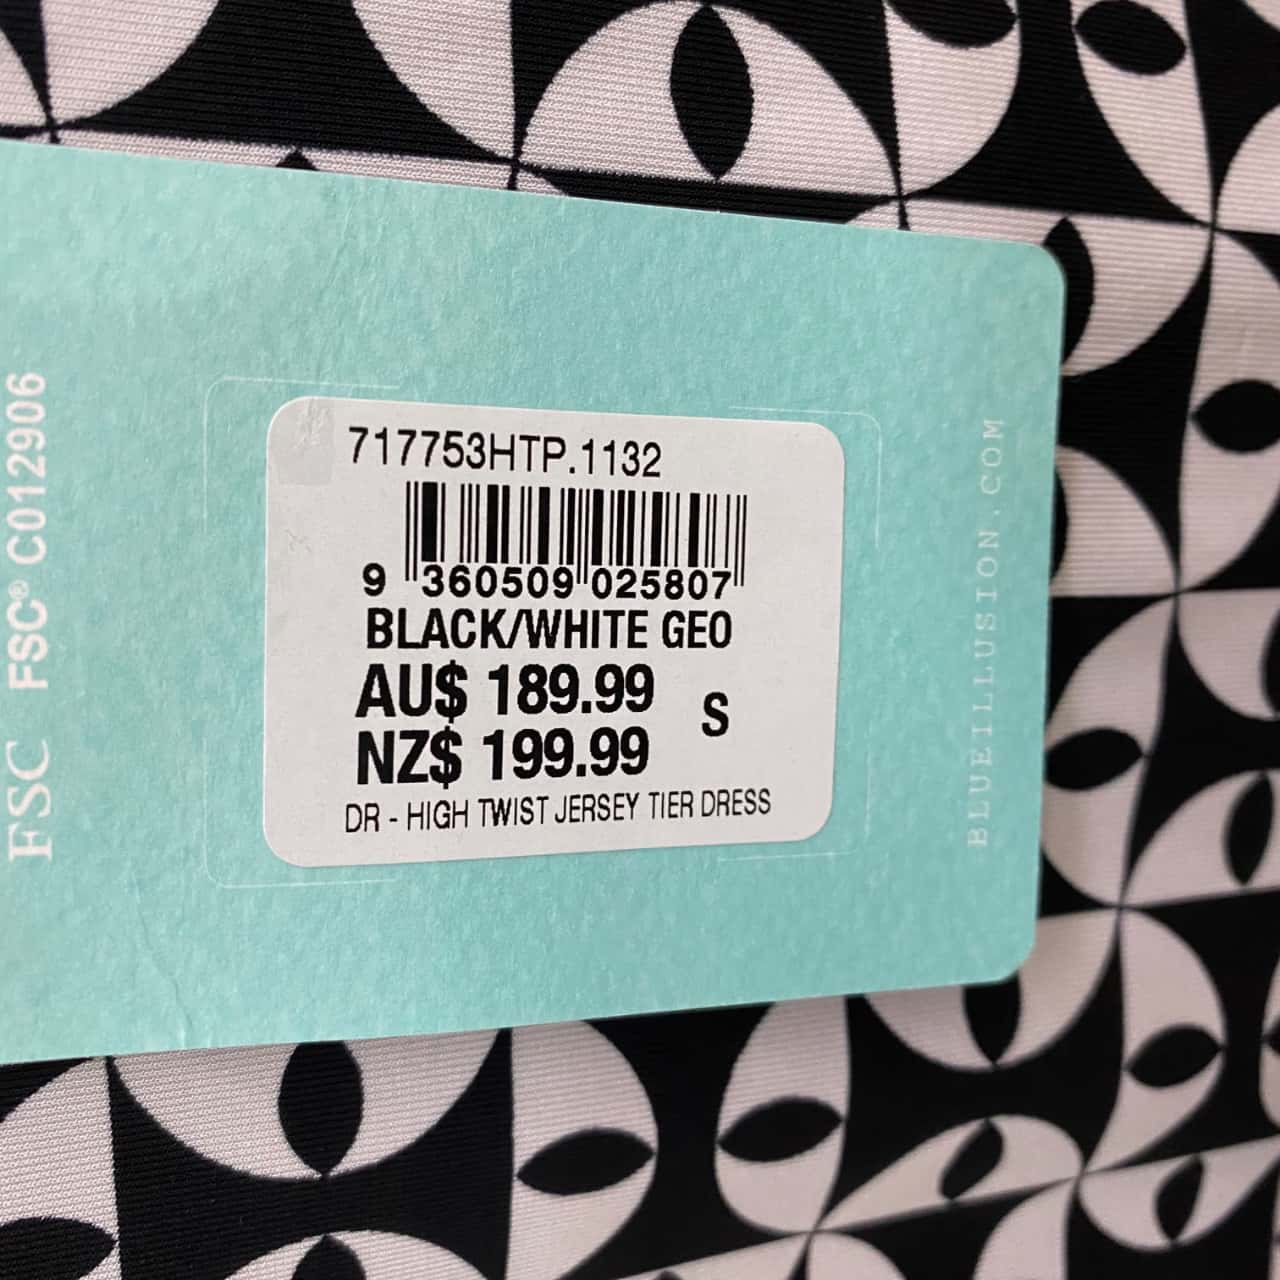 717753HTP.1132
9 360509 025807
BLACK/WHITE GEO
AU$ 189.99
S
NZ$ 199.99
DR - HIGH TWIST JERSEY TIER DRESS
FSC FSC® C012906
BLUEILLUSION.COM